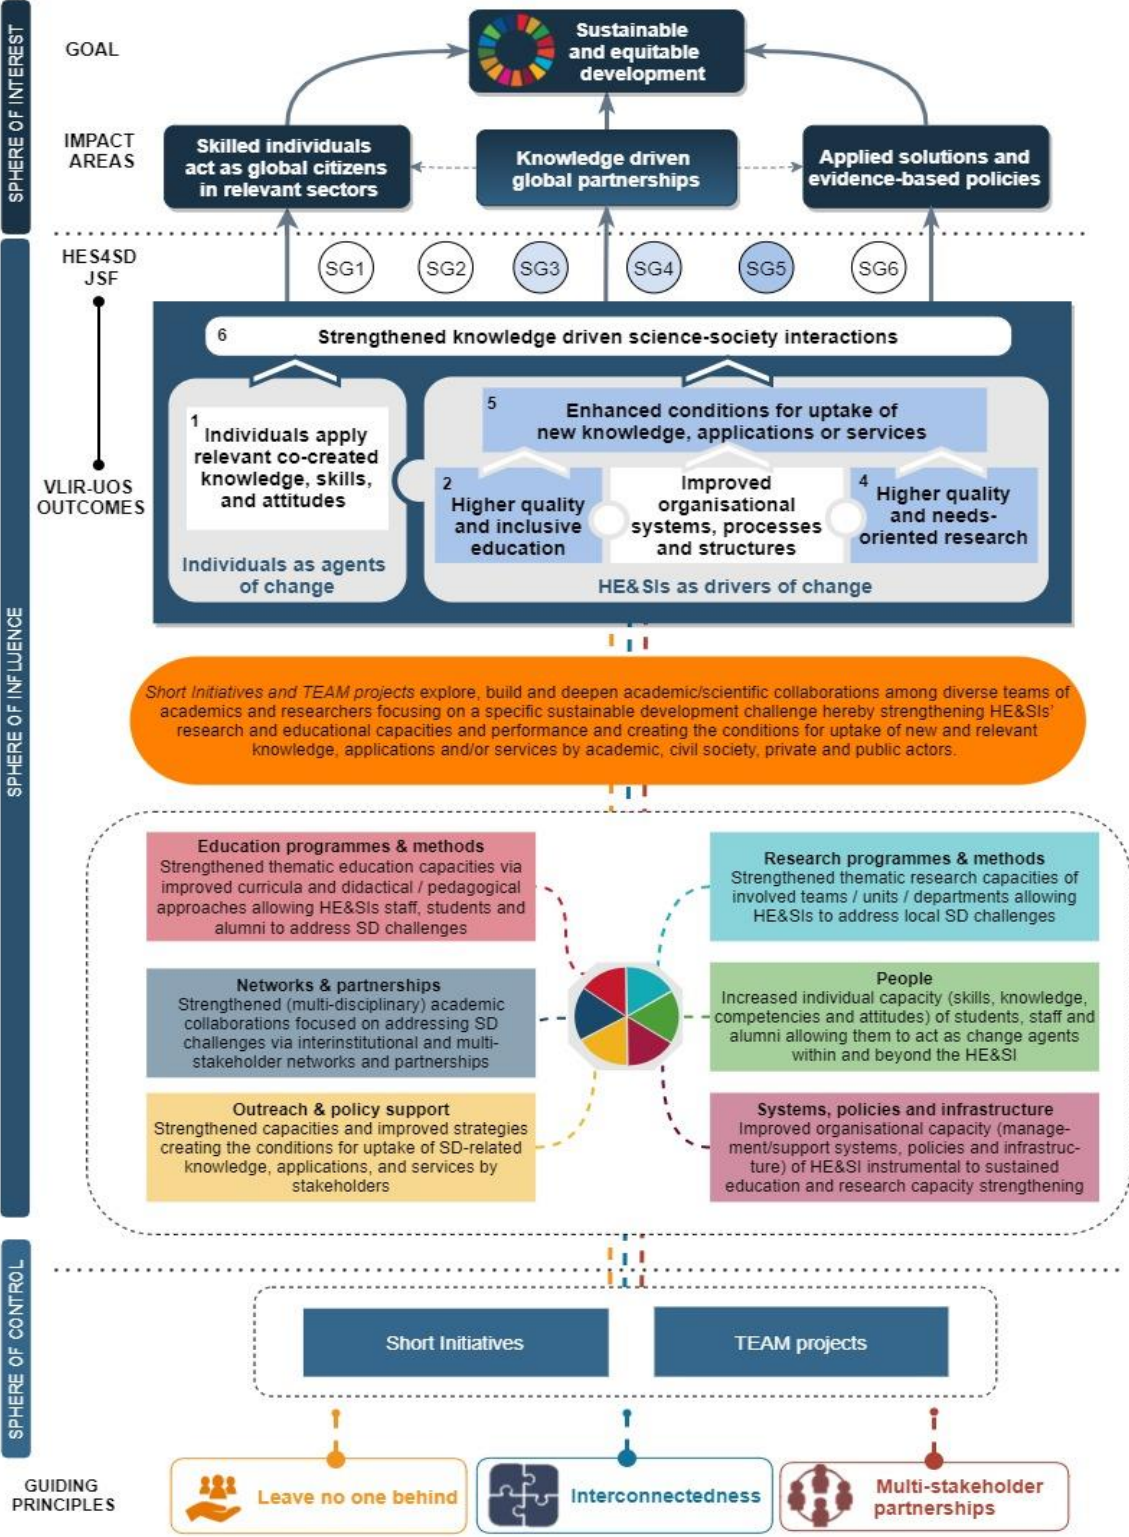 SPHERE OF INTEREST
GOAL
Sustainable
and equitable
development
IMPACT
AREAS
Skilled individuals
act as global citizens
in relevant sectors
Knowledge driven
global partnerships
Applied solutions and
evidence-based policies
SPHERE OF INFLUENCE
HES4SD
JSF
SG1
SG2
SG3
SG4
SG5
SG6
VLIR-UOS
OUTCOMES
6 Strengthened knowledge driven science-society interactions
1
Individuals apply
relevant co-created
knowledge, skills,
and attitudes
Individuals as agents
of change
5
Enhanced conditions for uptake of
new knowledge, applications or services
2
Higher quality
and inclusive
education
Improved
organisational
systems, processes
and structures
4
Higher quality
and needs-
oriented research
HE&SIs as drivers of change
Short Initiatives and TEAM projects explore, build and deepen academic/scientific collaborations among diverse teams of
academics and researchers focusing on a specific sustainable development challenge hereby strengthening HE&SIs'
research and educational capacities and performance and creating the conditions for uptake of new and relevant
knowledge, applications and/or services by academic, civil society, private and public actors.
Education programmes & methods
Strengthened thematic education capacities via
improved curricula and didactical / pedagogical
approaches allowing HE&SIs staff, students and
alumni to address SD challenges
Research programmes & methods
Strengthened thematic research capacities of
involved teams / units / departments allowing
HE&SIs to address local SD challenges
Networks & partnerships
Strengthened (multi-disciplinary) academic
collaborations focused on addressing SD
challenges via interinstitutional and multi-
stakeholder networks and partnerships
People
Increased individual capacity (skills, knowledge,
competencies and attitudes) of students, staff and
alumni allowing them to act as change agents
within and beyond the HE&SI
Outreach & policy support
Strengthened capacities and improved strategies
creating the conditions for uptake of SD-related
knowledge, applications, and services by
stakeholders
Systems, policies and infrastructure
Improved organisational capacity (manage-
ment/support systems, policies and infrastruc-
ture) of HE&SI instrumental to sustained
education and research capacity strengthening
SPHERE OF CONTROL
Short Initiatives
TEAM projects
GUIDING
PRINCIPLES
Leave no one behind
Interconnectedness
Multi-stakeholder
partnerships